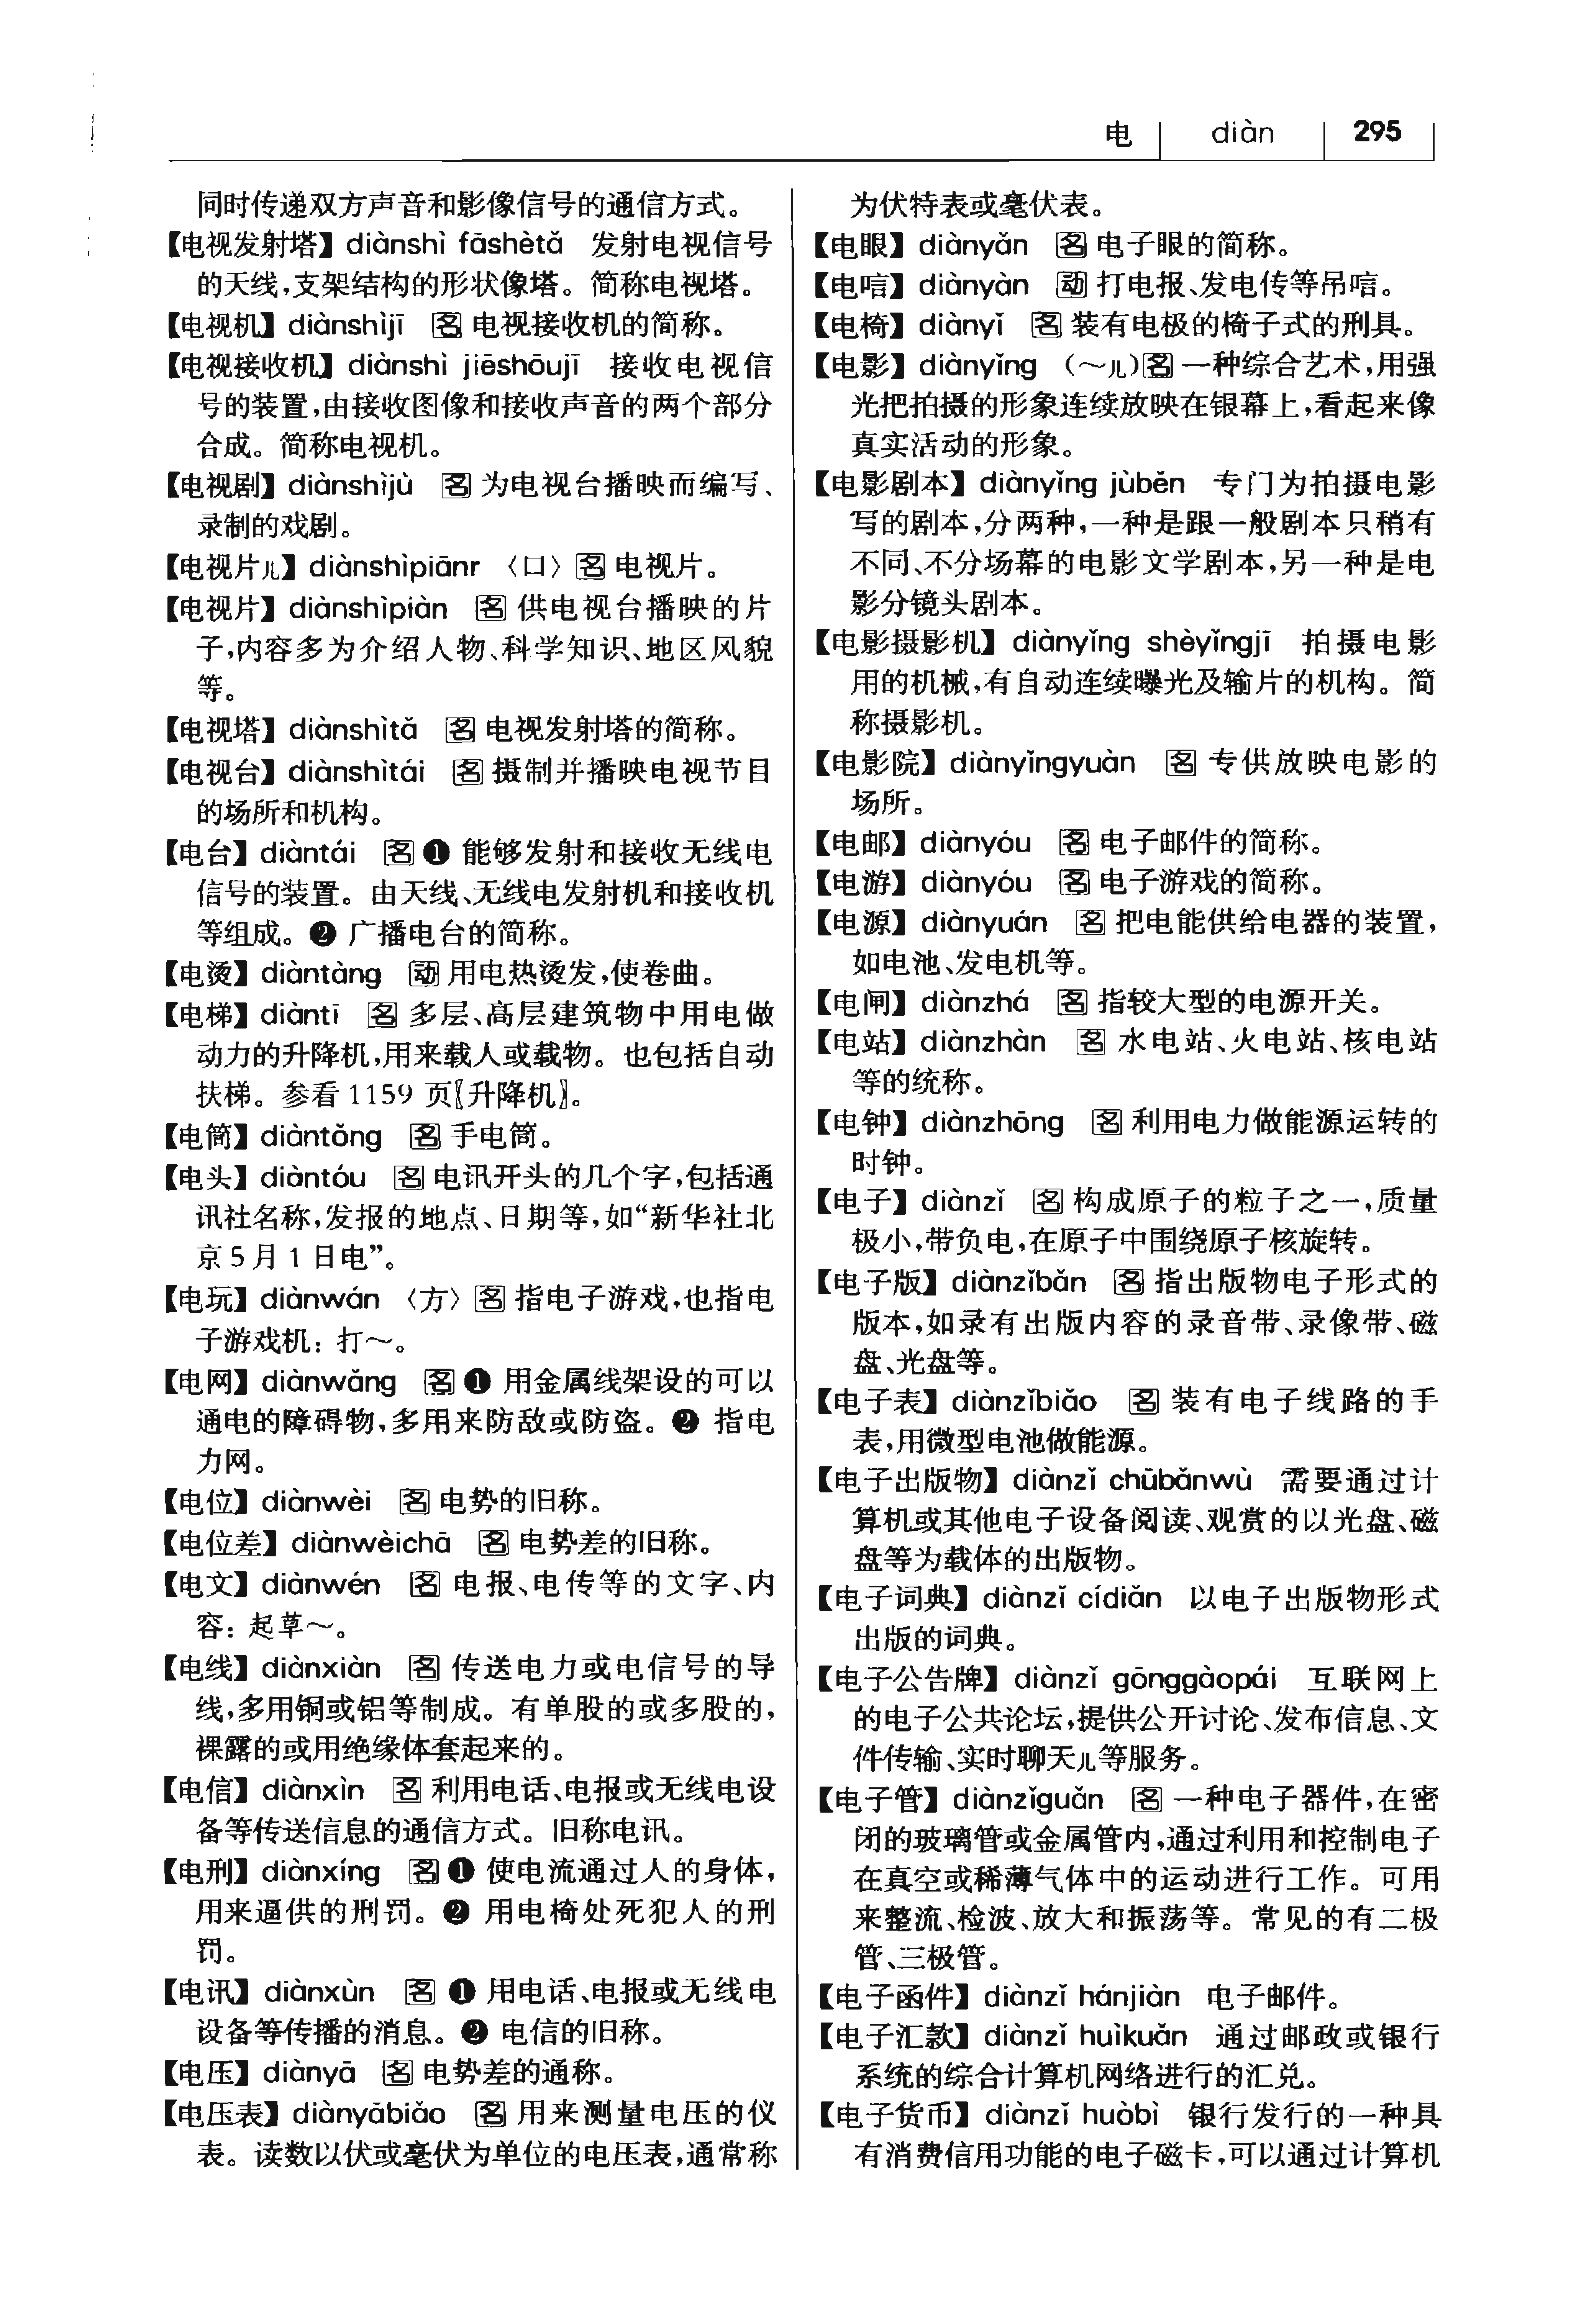 电 diàn 295
同时传递双方声音和影像信号的通信方式。
【电视发射塔】diànshì fāshètǎ 发射电视信号
的天线,支架结构的形状像塔。简称电视塔。
【电视机】diànshìjī 名 电视接收机的简称。
【电视接收机】diànshì jiēshōujī 接收电视信
号的装置,由接收图像和接收声音的两个部分
合成。简称电视机。
【电视剧】diànshìjù 名 为电视台播映而编写、
录制的戏剧。
【电视片儿】diànshìpiānr 〈口〉名 电视片。
【电视片】diànshìpiàn 名 供电视台播映的片
子,内容多为介绍人物、科学知识、地区风貌
等。
【电视塔】diànshìtǎ 名 电视发射塔的简称。
【电视台】diànshìtái 名 摄制并播映电视节目
的场所和机构。
【电台】diàntái 名❶ 能够发射和接收无线电
信号的装置。由天线、无线电发射机和接收机
等组成。❷ 广播电台的简称。
【电烫】diàntàng 动 用电热烫发,使卷曲。
【电梯】diàntī 名 多层、高层建筑物中用电做
动力的升降机,用来载人或载物。也包括自动
扶梯。参看1159 页〖升降机〗。
【电筒】diàntǒng 名 手电筒。
【电头】diàntóu 名 电讯开头的几个字,包括通
讯社名称,发报的地点、日期等,如“新华社北
京5月1日电”。
【电玩】diànwán 〈方〉名 指电子游戏,也指电
子游戏机：打～。
【电网】diànwǎng 名❶ 用金属线架设的可以
通电的障碍物,多用来防敌或防盗。❷ 指电
力网。
【电位】diànwèi 名 电势的旧称。
【电位差】diànwèichā 名 电势差的旧称。
【电文】diànwén 名 电报、电传等的文字、内
容：起草～。
【电线】diànxiàn 名 传送电力或电信号的导
线,多用铜或铝等制成。有单股的或多股的,
裸露的或用绝缘体套起来的。
【电信】diànxìn 名 利用电话、电报或无线电设
备等传送信息的通信方式。旧称电讯。
【电刑】diànxíng 名❶ 使电流通过人的身体,
用来逼供的刑罚。❷ 用电椅处死犯人的刑
罚。
【电讯】diànxùn 名 ❶ 用电话、电报或无线电
设备等传播的消息。❷ 电信的旧称。
【电压】diànyā 名 电势差的通称。
【电压表】diànyābiǎo 名 用来测量电压的仪
表。读数以伏或毫伏为单位的电压表,通常称
为伏特表或毫伏表。
【电眼】diànyǎn 名 电子眼的简称。
【电唁】diànyàn 动 打电报、发电传等吊唁。
【电椅】diànyǐ 名 装有电极的椅子式的刑具。
【电影】diànyǐng （～儿）名 一种综合艺术,用强
光把拍摄的形象连续放映在银幕上,看起来像
真实活动的形象。
【电影剧本】diànyǐng jùběn 专门为拍摄电影
写的剧本,分两种,一种是跟一般剧本只稍有
不同、不分场幕的电影文学剧本,另一种是电
影分镜头剧本。
【电影摄影机】diànyǐng shèyǐngjī 拍摄电影
用的机械,有自动连续曝光及输片的机构。简
称摄影机。
【电影院】diànyǐngyuàn 名 专供放映电影的
场所。
【电邮】diànyóu 名 电子邮件的简称。
【电游】diànyóu 名 电子游戏的简称。
【电源】diànyuán 名 把电能供给电器的装置,
如电池、发电机等。
【电闸】diànzhá 名 指较大型的电源开关。
【电站】diànzhàn 名 水电站、火电站、核电站
等的统称。
【电钟】diànzhōng 名 利用电力做能源运转的
时钟。
【电子】diànzǐ 名 构成原子的粒子之一,质量
极小,带负电,在原子中围绕原子核旋转。
【电子版】diànzǐbǎn 名 指出版物电子形式的
版本,如录有出版内容的录音带、录像带、磁
盘、光盘等。
【电子表】diànzǐbiǎo 名 装有电子线路的手
表,用微型电池做能源。
【电子出版物】diànzǐ chūbǎnwù 需要通过计
算机或其他电子设备阅读、观赏的以光盘、磁
盘等为载体的出版物。
【电子词典】diànzǐ cídiǎn 以电子出版物形式
出版的词典。
【电子公告牌】diànzǐ gōnggàopái 互联网上
的电子公共论坛,提供公开讨论、发布信息、文
件传输、实时聊天儿等服务。
【电子管】diànzǐguǎn 名 一种电子器件,在密
闭的玻璃管或金属管内,通过利用和控制电子
在真空或稀薄气体中的运动进行工作。可用
来整流、检波、放大和振荡等。常见的有二极
管、三极管。
【电子函件】diànzǐ hánjiàn 电子邮件。
【电子汇款】diànzǐ huìkuǎn 通过邮政或银行
系统的综合计算机网络进行的汇兑。
【电子货币】diànzǐ huòbì 银行发行的一种具
有消费信用功能的电子磁卡,可以通过计算机